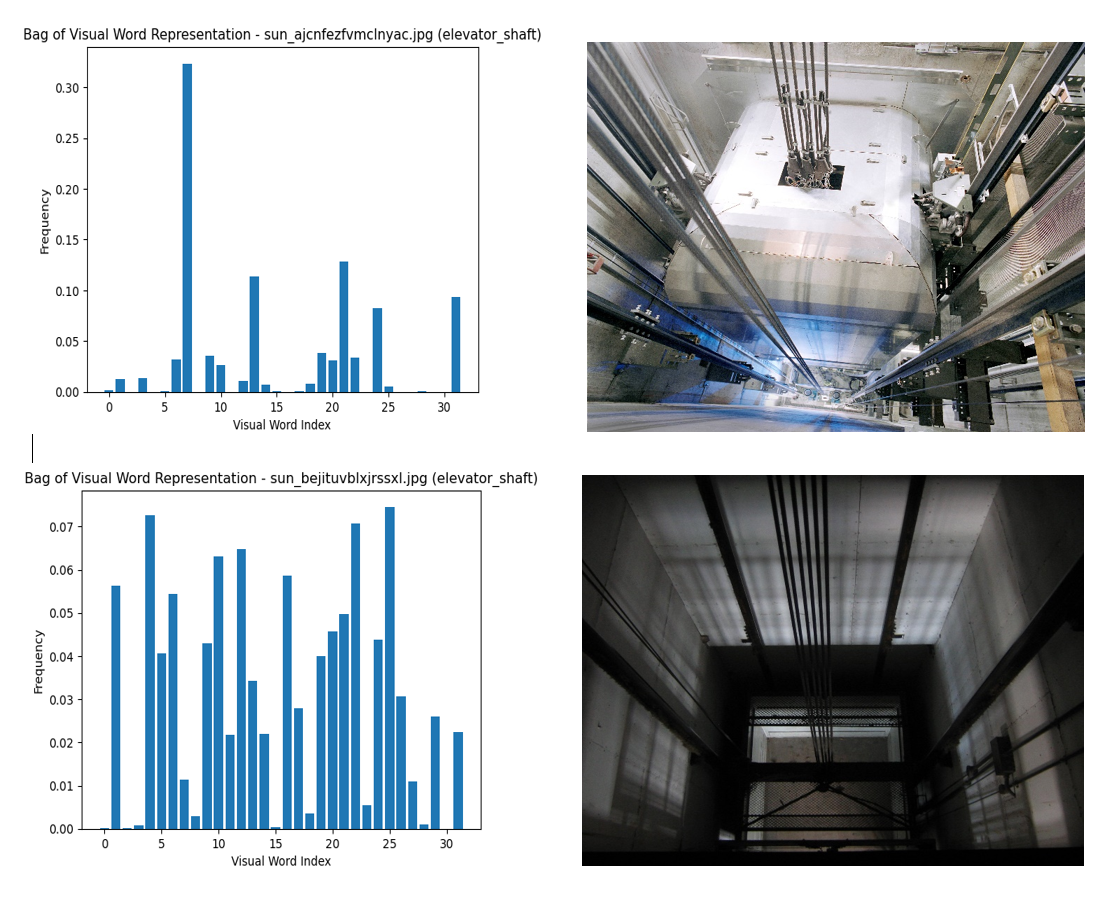 Bag of Visual Word Representation - sun_ajcnfezfvmclnyac.jpg (elevator_shaft)
0.30
0.25
0.20
0.15
0.10
0.05
0.00
Frequency
0 5 10 15 20 25 30
Visual Word Index
Bag of Visual Word Representation - sun_bejituvblxjrssxl.jpg (elevator_shaft)
0.07
0.06
0.05
0.04
0.03
0.02
0.01
0.00
Frequency
0 5 10 15 20 25 30
Visual Word Index